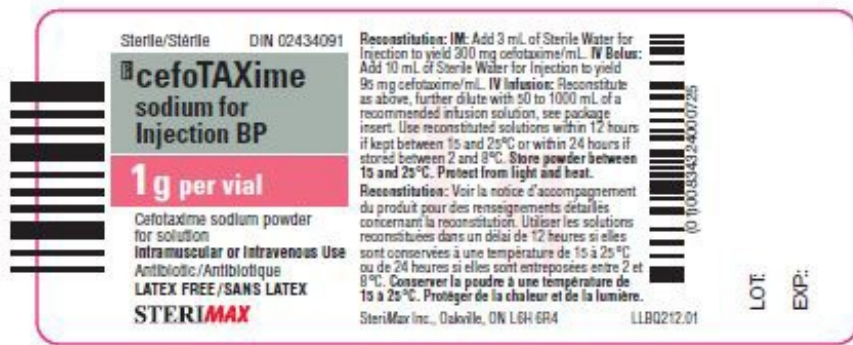 Sterile/Stérile DIN 02434091
cefoTAXime
sodium for
Injection BP
1 g per vial
Cefotaxime sodium powder
for solution
Intramuscular or Intravenous Use
Antibiotic/Antibiotique
LATEX FREE/SANS LATEX
STERIMAX
Reconstitution: IM: Add 3 mL of Sterile Water for
Injection to yield 300 mg cefotaxime/mL. IV Bolus:
Add 10 mL of Sterile Water for Injection to yield
95 mg cefotaxime/mL. IV Infusion: Reconstitute
as above, further dilute with 50 to 1000 mL of a
recommended infusion solution, see package
insert. Use reconstituted solutions within 12 hours
if kept between 15 and 25°C or within 24 hours if
stored between 2 and 8°C. Store powder between
15 and 25°C. Protect from light and heat.
Reconstitution: Voir la notice d'accompagnement
du produit pour des renseignements détaillés
concernant la reconstitution. Utiliser les solutions
reconstituées dans un délai de 12 heures si elles
sont conservées à une température de 15 à 25°C
ou de 24 heures si elles sont entreposées entre 2 et
8°C. Conserver la poudre à une température de
15 à 25°C. Protéger de la chaleur et de la lumière.
SteriMax Inc., Oakville, ON L6H 6R4 LLBQ212.01
(01)00834324000725
LOT:
EXP.: